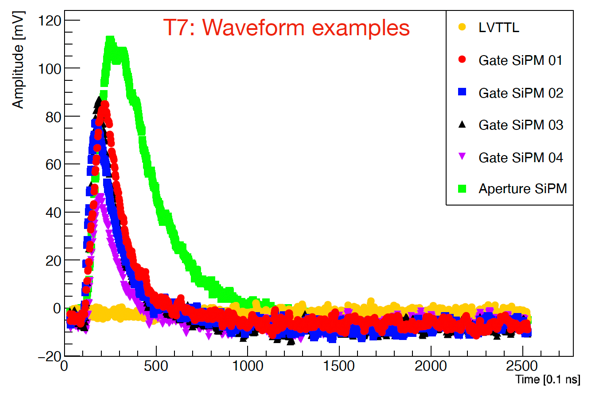 T7: Waveform examples
Amplitude [mV]
120
100
80
60
40
20
0
−20
0
500
1000
1500
2000
2500
Time [0.1 ns]
LVTTL
Gate SiPM 01
Gate SiPM 02
Gate SiPM 03
Gate SiPM 04
Aperture SiPM